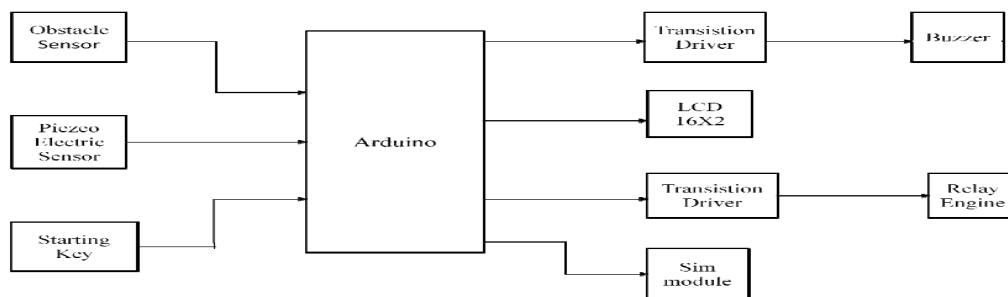 Obstacle
Sensor
Piezeo
Electric
Sensor
Starting
Key
Arduino
Transistion
Driver
Buzzer
LCD
16X2
Transistion
Driver
Relay
Engine
Sim
module